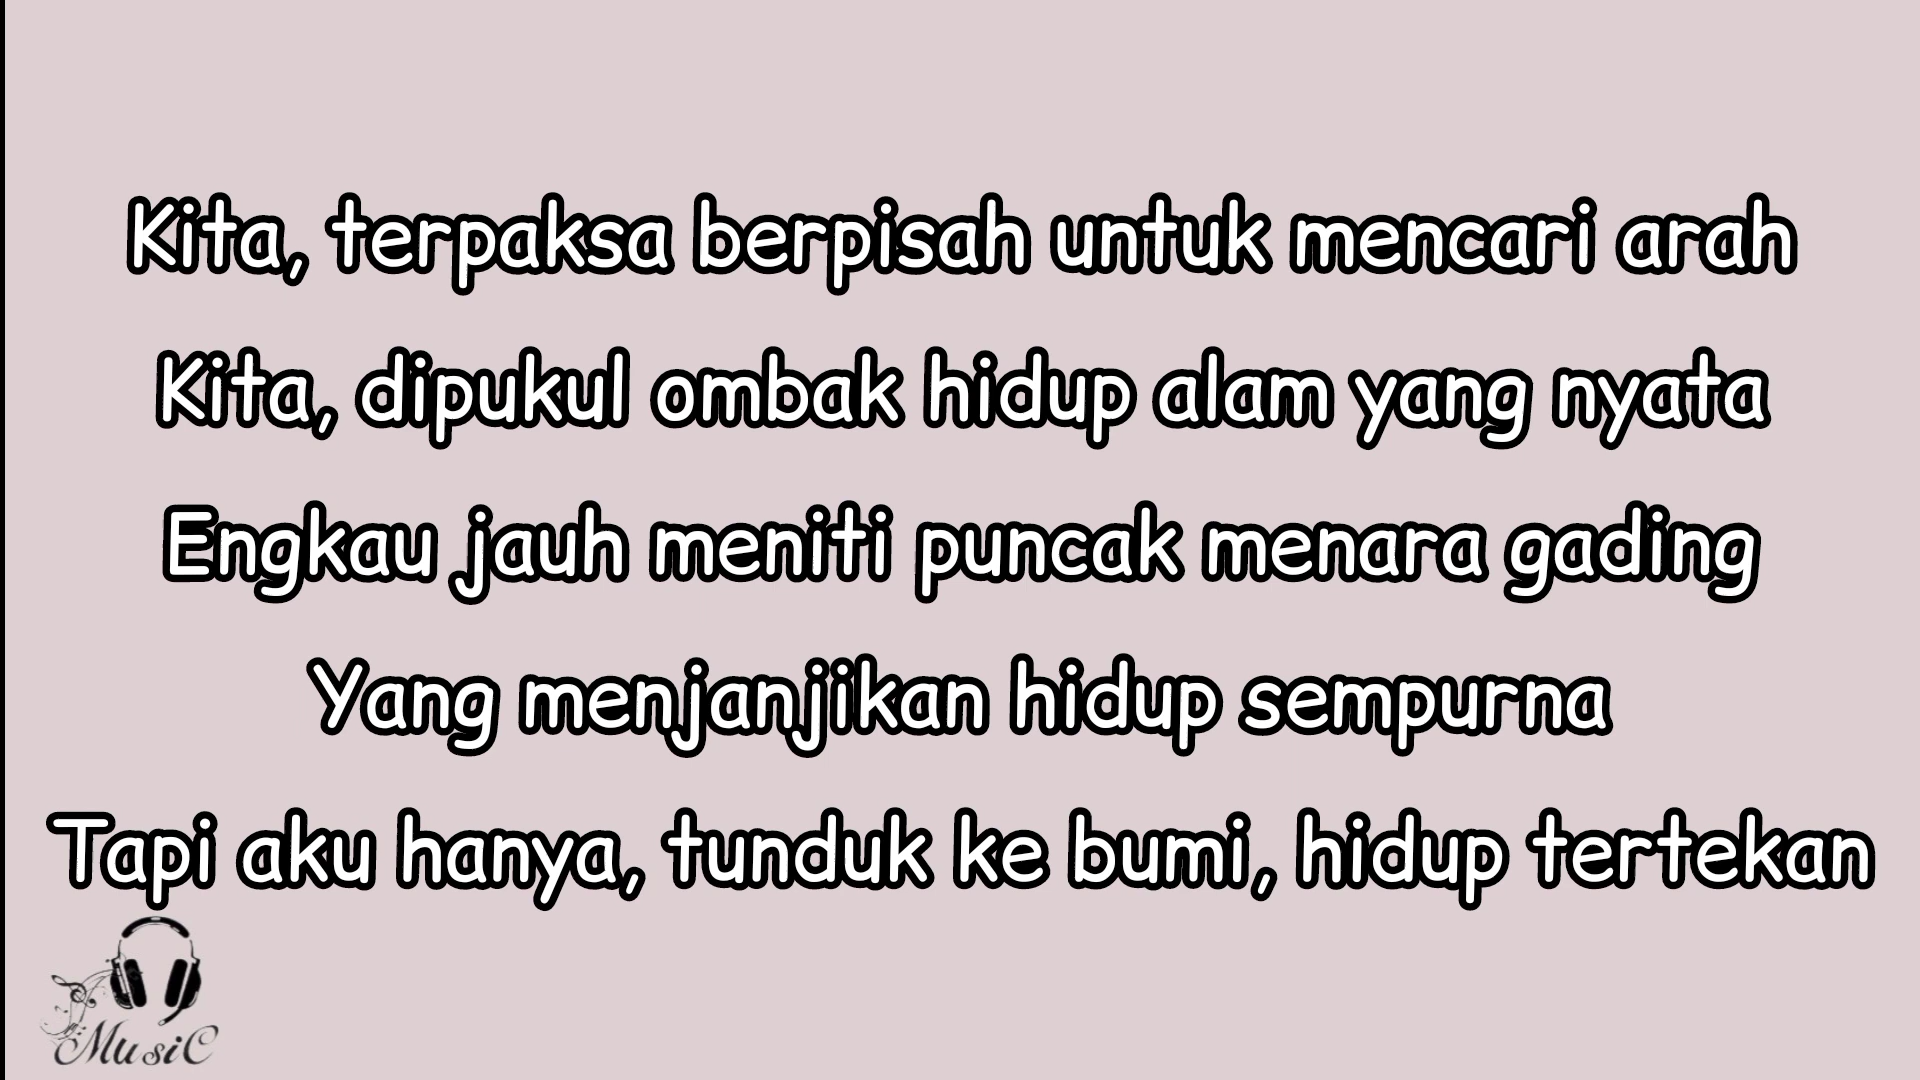 Kita, terpaksa berpisah untuk mencari arah
Kita, dipukul ombak hidup alam yang nyata
Engkau jauh meniti puncak menara gading
Yang menjanjikan hidup sempurna
Tapi aku hanya, tunduk ke bumi, hidup tertekan
MusiC